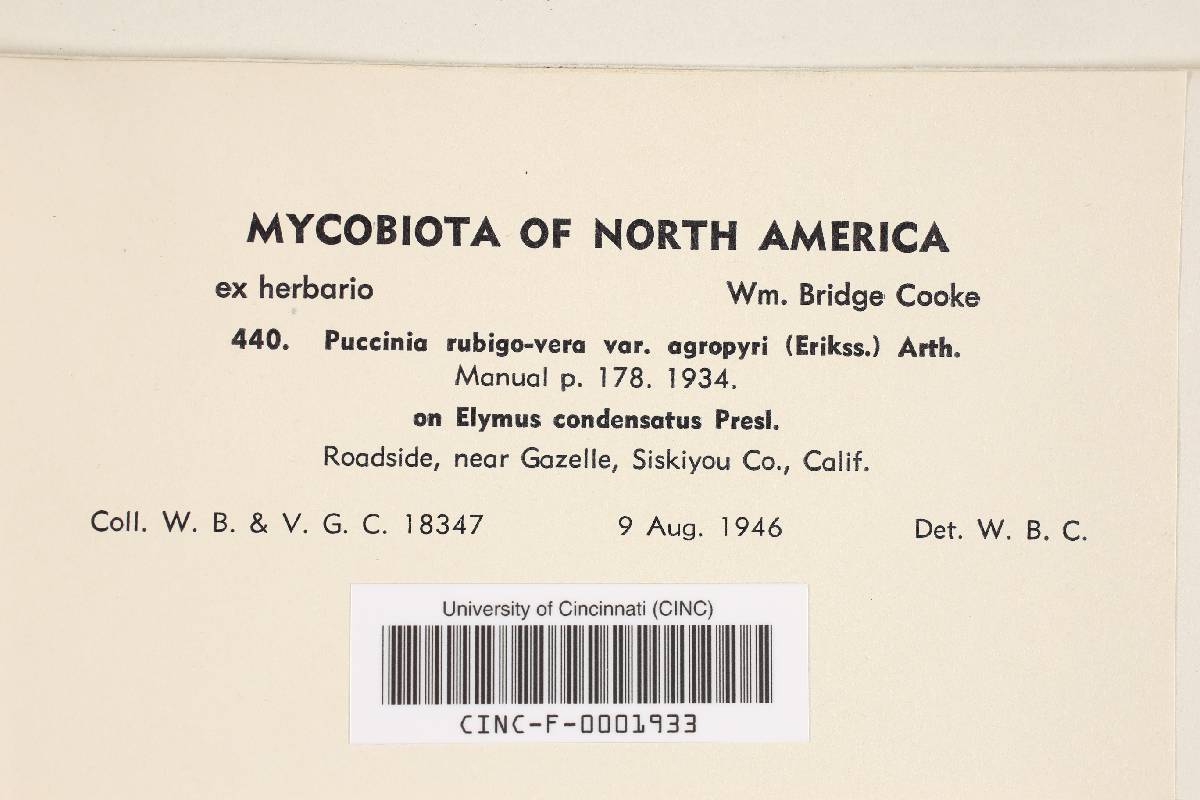 MYCOBIOTA OF NORTH AMERICA
ex herbario Wm. Bridge Cooke
440. Puccinia rubigo-vera var. agropyri (Erikss.) Arth.
Manual p. 178. 1934.
on Elymus condensatus Presl.
Roadside, near Gazelle, Siskiyou Co., Calif.
Coll. W. B. & V. G. C. 18347 9 Aug. 1946 Det. W. B. C.
University of Cincinnati (CINC)
CINC-F-0001933